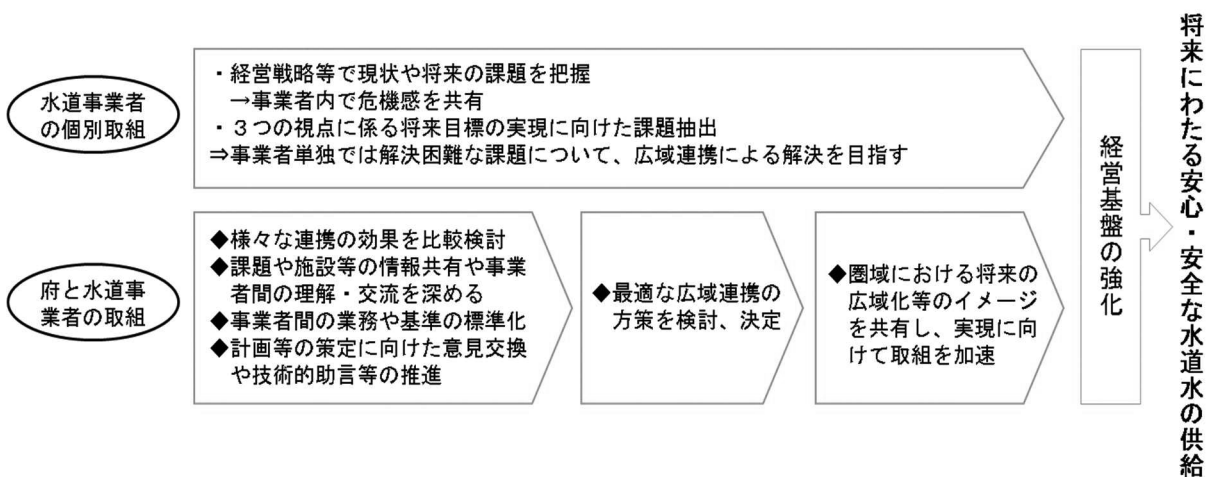 水道事業者
の個別取組
・経営戦略等で現状や将来の課題を把握
→事業者内で危機感を共有
・３つの視点に係る将来目標の実現に向けた課題抽出
⇒事業者単独では解決困難な課題について、広域連携による解決を目指す
府と水道事
業者の取組
◆様々な連携の効果を比較検討
◆課題や施設等の情報共有や事業
者間の理解・交流を深める
◆事業者間の業務や基準の標準化
◆計画等の策定に向けた意見交換
や技術的助言等の推進
◆最適な広域連携の
方策を検討、決定
◆圏域における将来の
広域化等のイメージ
を共有し、実現に向
けて取組を加速
経営基盤の強化
将来にわたる安心・安全な水道水の供給